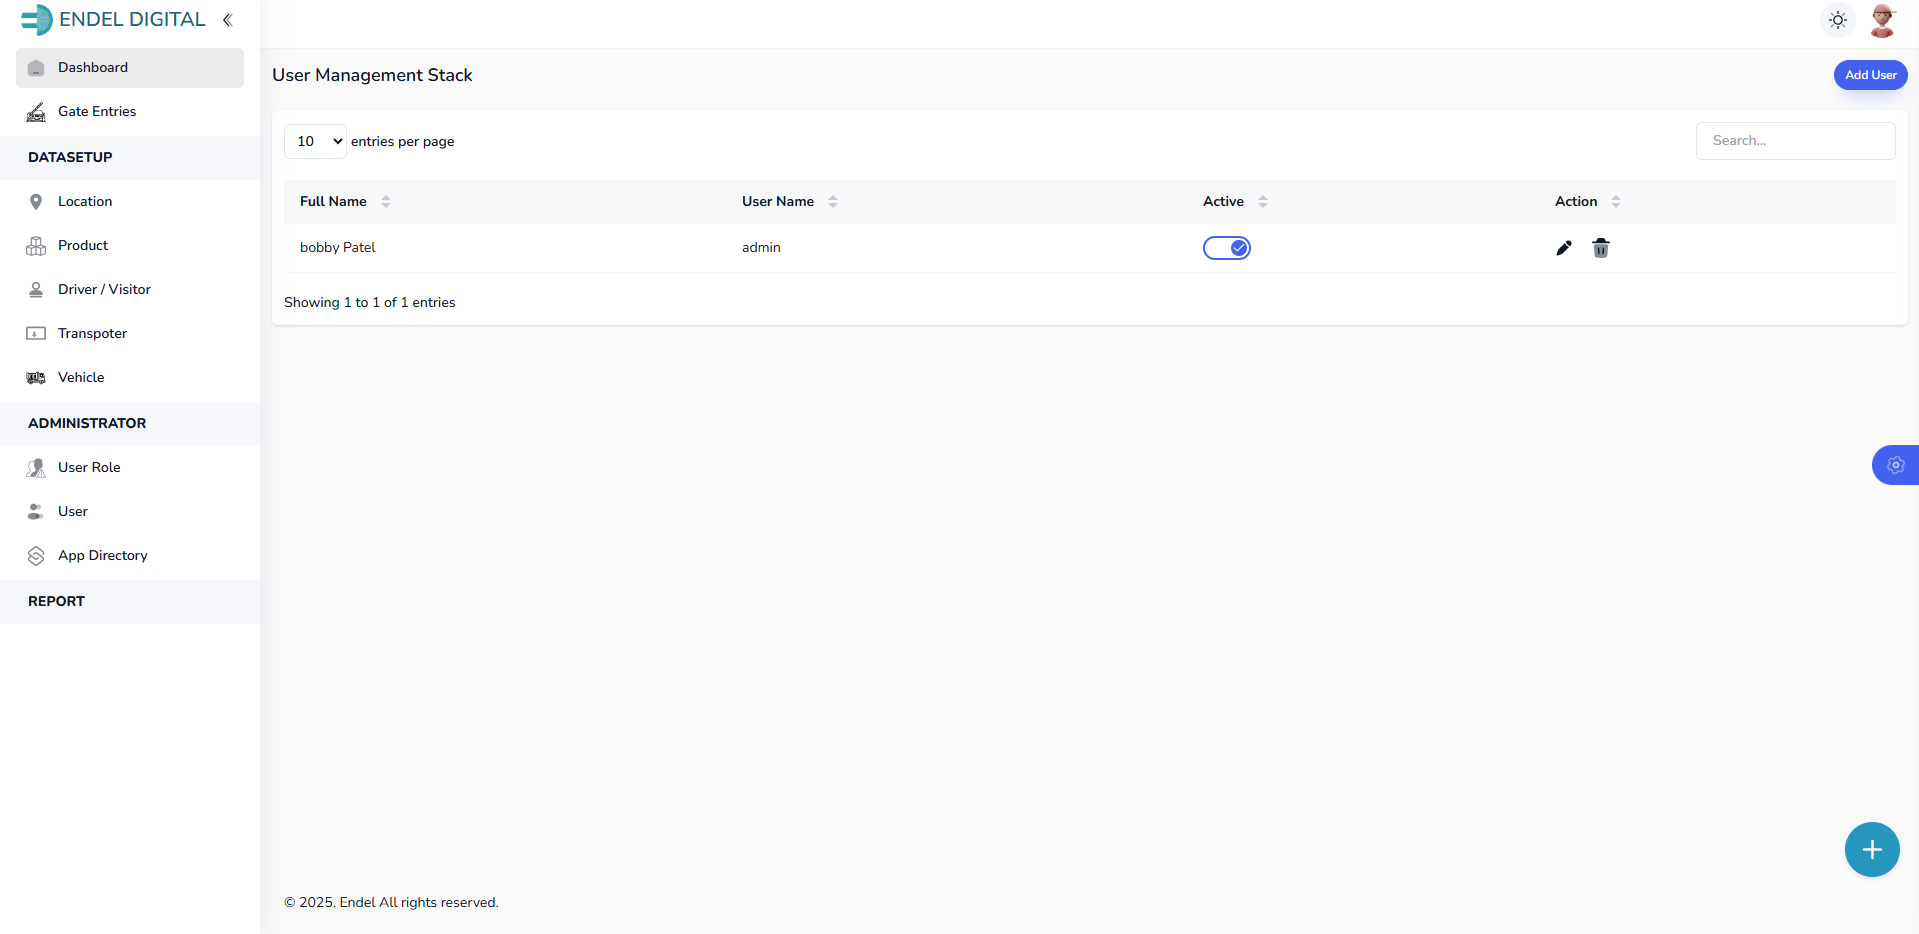 ENDEL DIGITAL
Dashboard
Gate Entries
DATASETUP
Location
Product
Driver / Visitor
Transpoter
Vehicle
ADMINISTRATOR
User Role
User
App Directory
REPORT
User Management Stack
Add User
10 entries per page
Search...
Full Name User Name Active Action
bobby Patel admin
Showing 1 to 1 of 1 entries
© 2025. Endel All rights reserved.